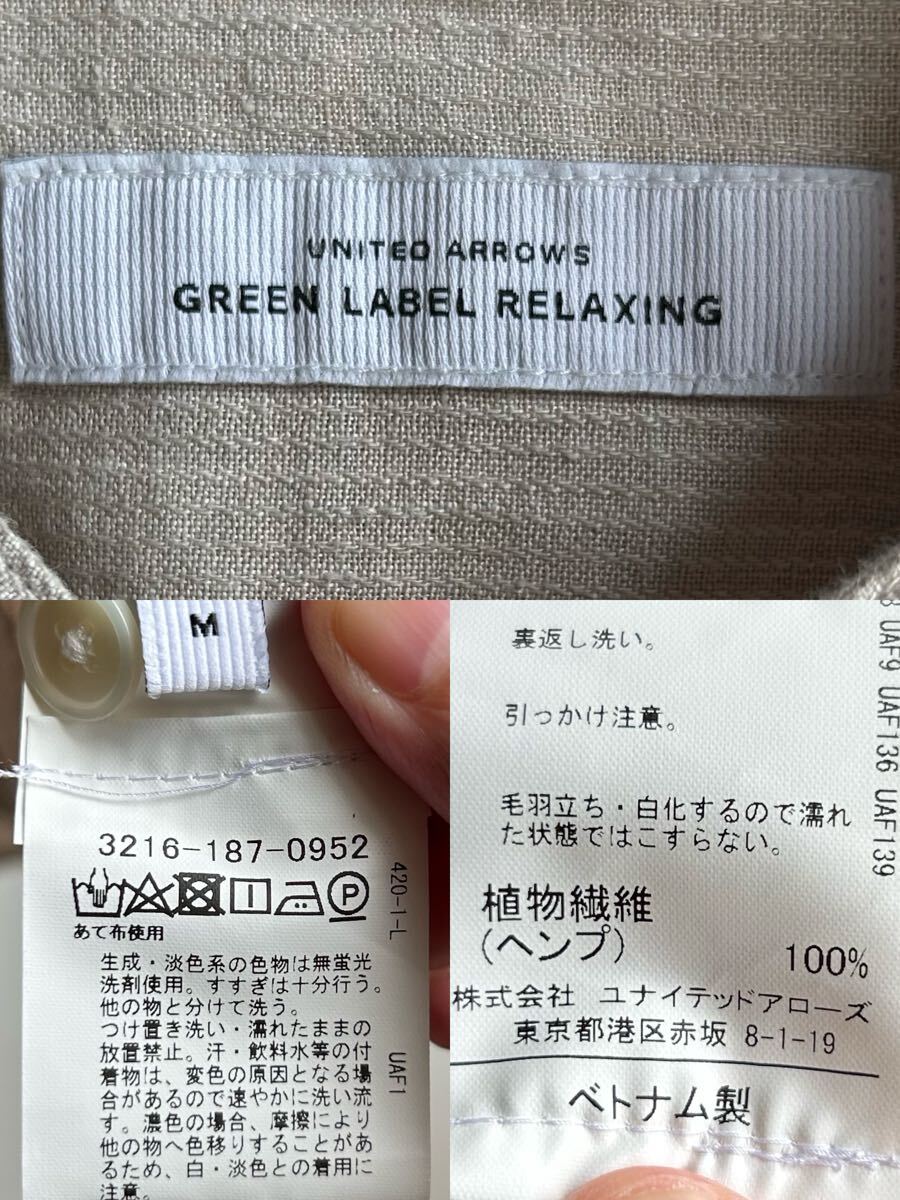 UNITED ARROWS
GREEN LABEL RELAXING
M
3216-187-0952
あて布使用
生成・淡色系の色物は無蛍光
洗剤使用。すすぎは十分行う。
他の物と分けて洗う。
つけ置き洗い・濡れたままの
放置禁止。汗・飲料水等の付
着物は、変色の原因となる場
合があるので速やかに洗い流
す。濃色の場合、摩擦により
他の物へ色移りすることがあ
るため、白・淡色との着用に
注意。
420-1-L
UAF1
裏返し洗い。
引っかけ注意。
毛羽立ち・白化するので濡れ
た状態ではこすらない。
植物繊維
(ヘンプ) 100%
株式会社 ユナイテッドアローズ
東京都港区赤坂 8-1-19
ベトナム製
UAF9 UAF136 UAF139